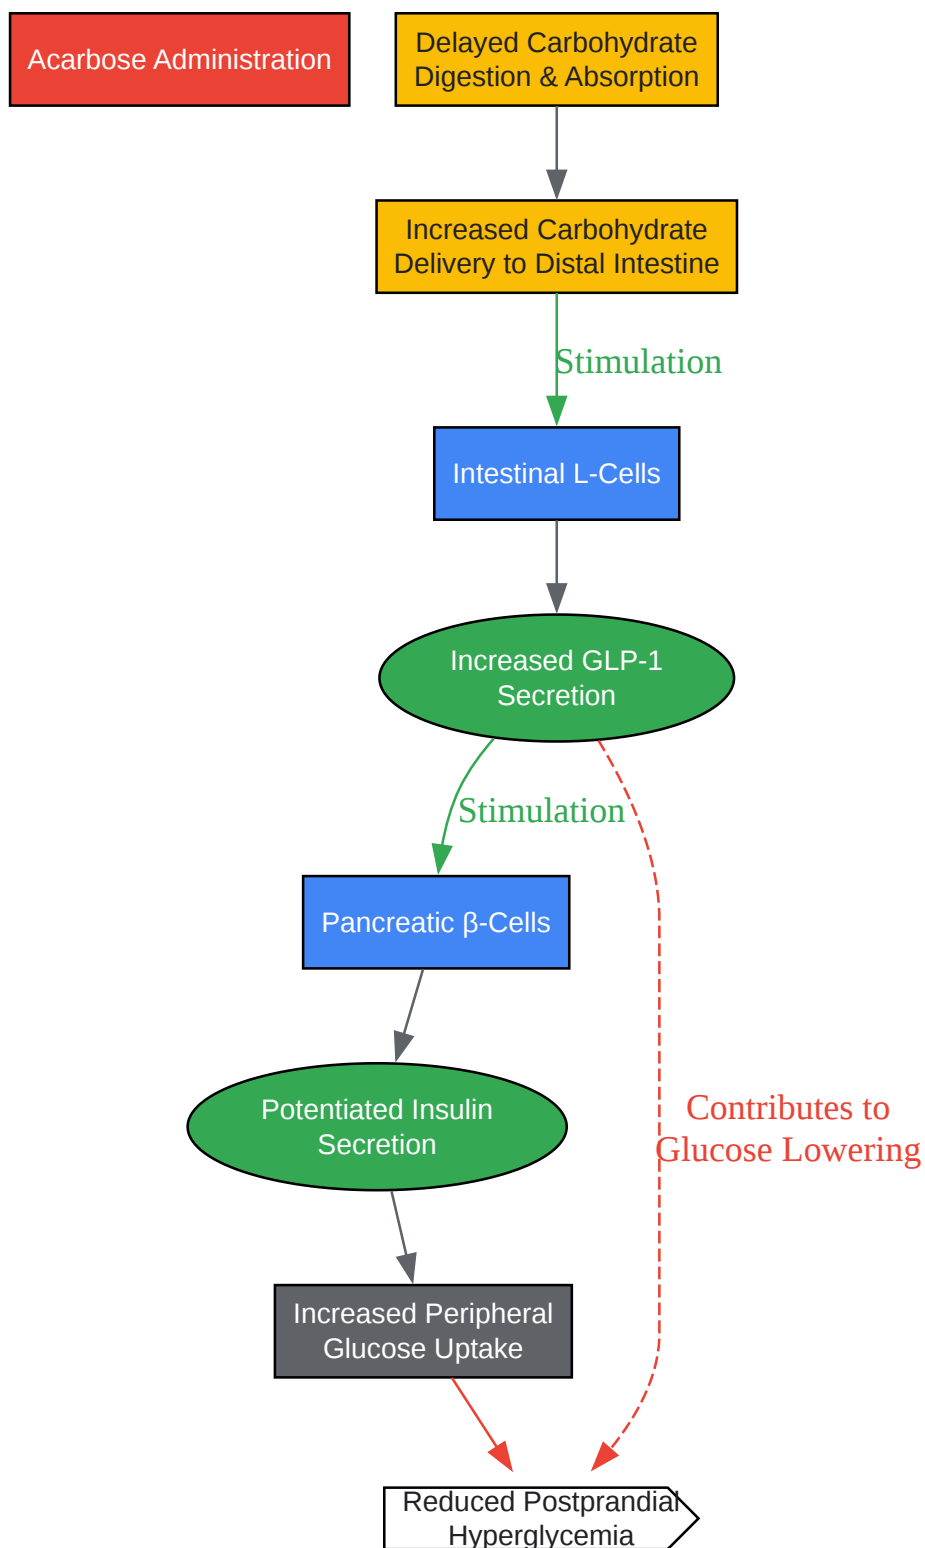 Acarbose Administration
Delayed Carbohydrate
Digestion & Absorption
Increased Carbohydrate
Delivery to Distal Intestine
Stimulation
Intestinal L-Cells
Increased GLP-1
Secretion
Stimulation
Pancreatic β-Cells
Potentiated Insulin
Secretion
Contributes to
Glucose Lowering
Increased Peripheral
Glucose Uptake
Reduced Postprandial
Hyperglycemia